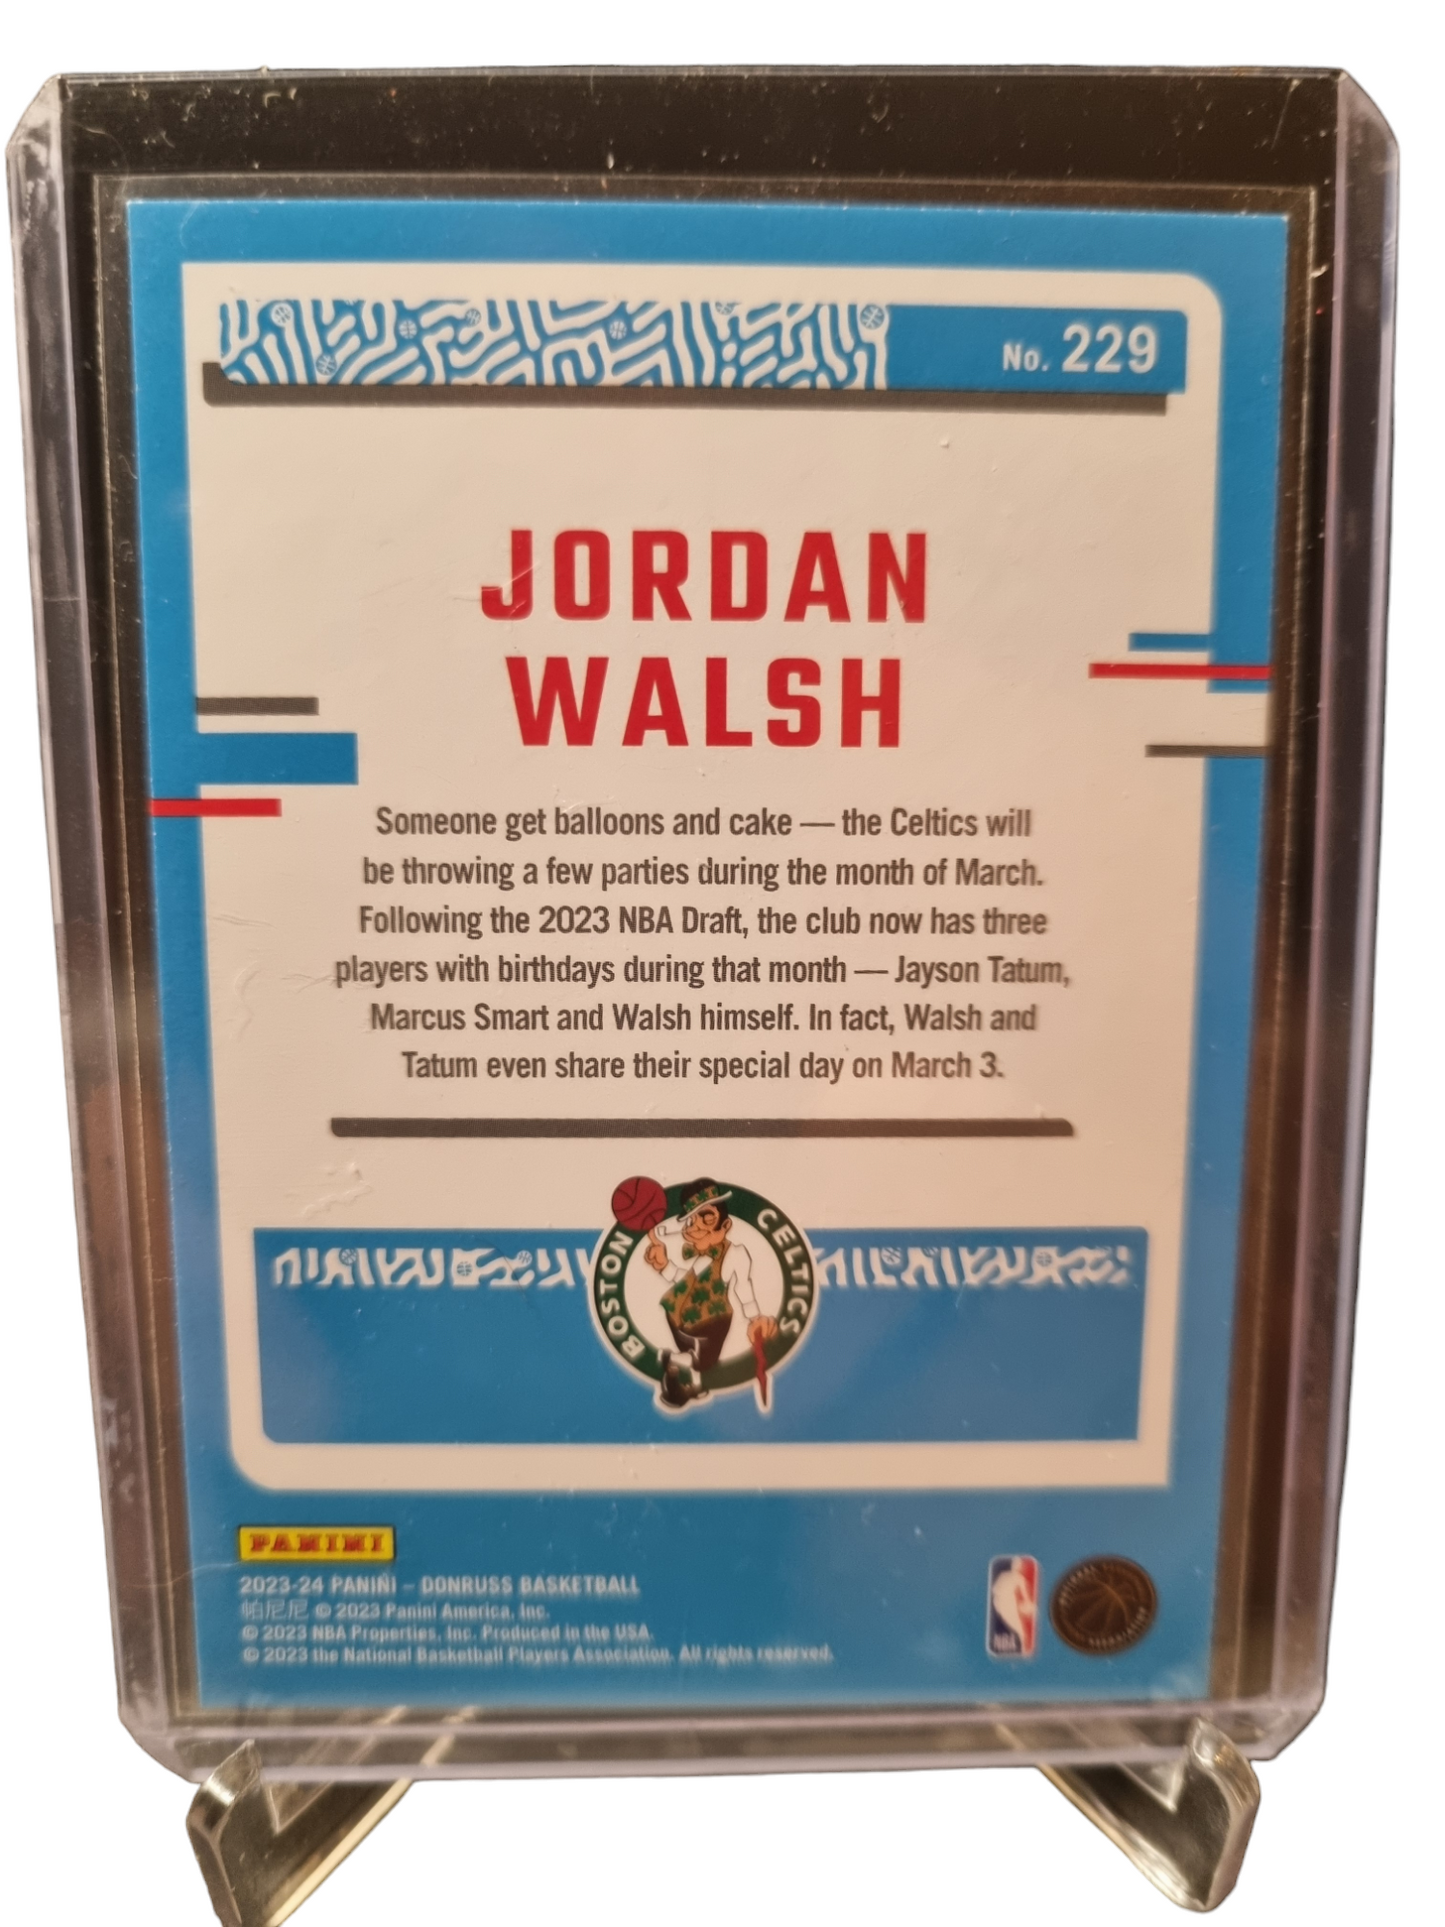 No. 229
JORDAN
WALSH
Someone get balloons and cake — the Celtics will
be throwing a few parties during the month of March.
Following the 2023 NBA Draft, the club now has three
players with birthdays during that month — Jayson Tatum,
Marcus Smart and Walsh himself. In fact, Walsh and
Tatum even share their special day on March 3.
BOSTON CELTICS
PANINI
2023-24 PANINI – DONRUSS BASKETBALL
帕尼尼 © 2023 Panini America, Inc.
© 2023 NBA Properties, Inc. Produced in the USA.
© 2023 the National Basketball Players Association. All rights reserved.
NBA